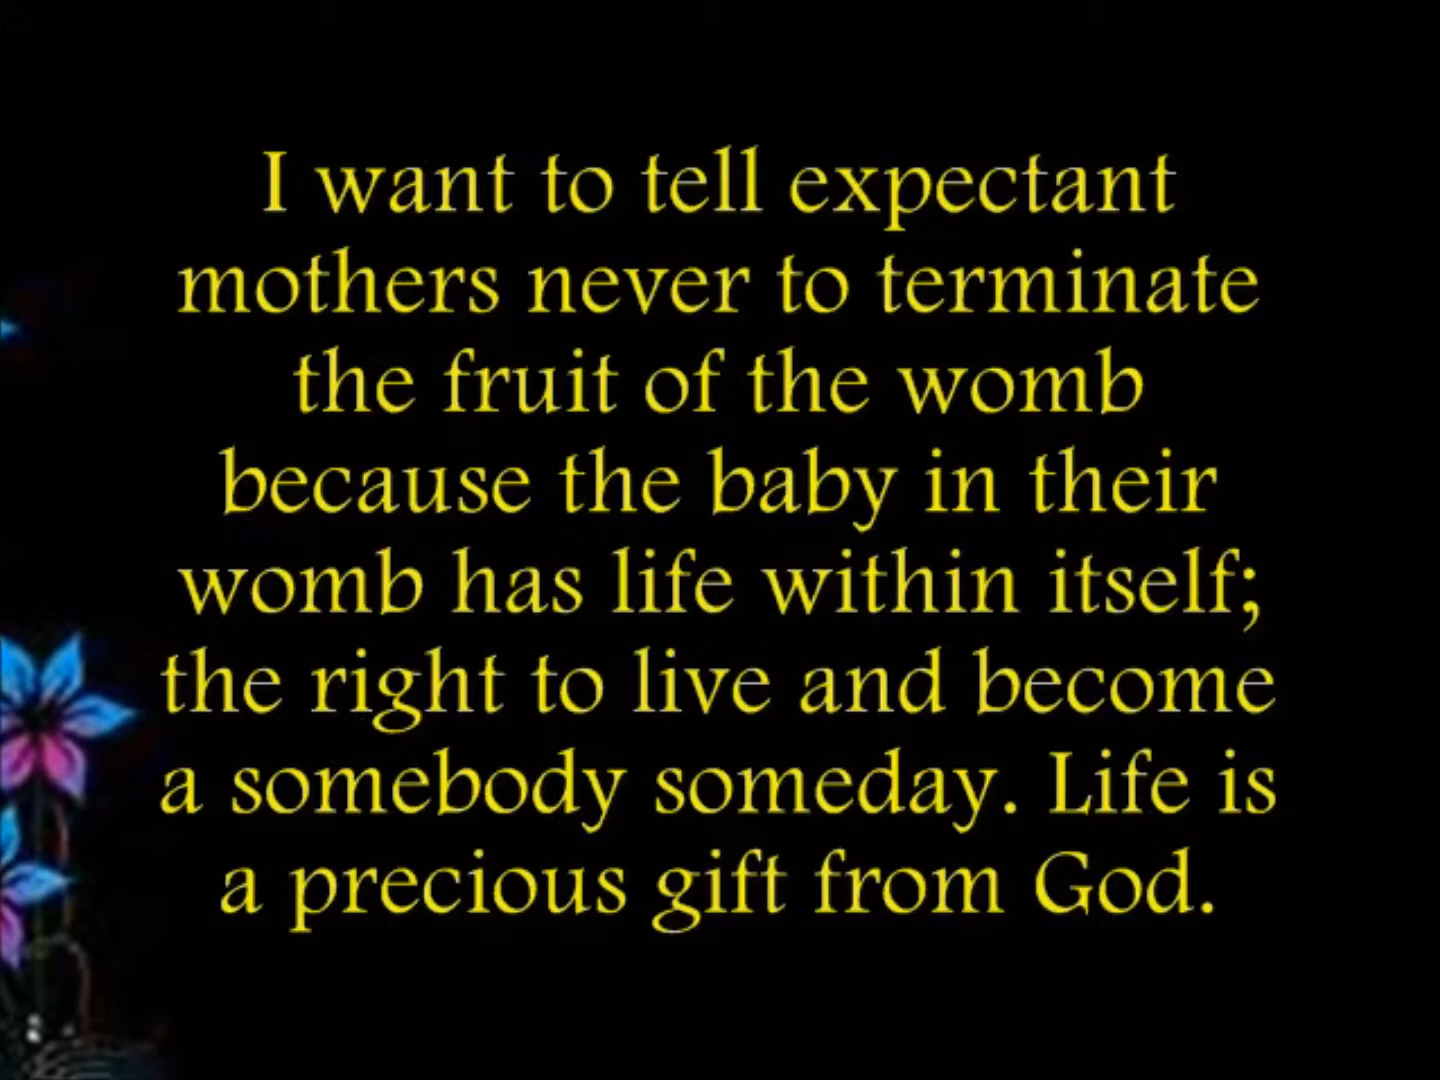 I want to tell expectant
mothers never to terminate
the fruit of the womb
because the baby in their
womb has life within itself;
the right to live and become
a somebody someday. Life is
a precious gift from God.